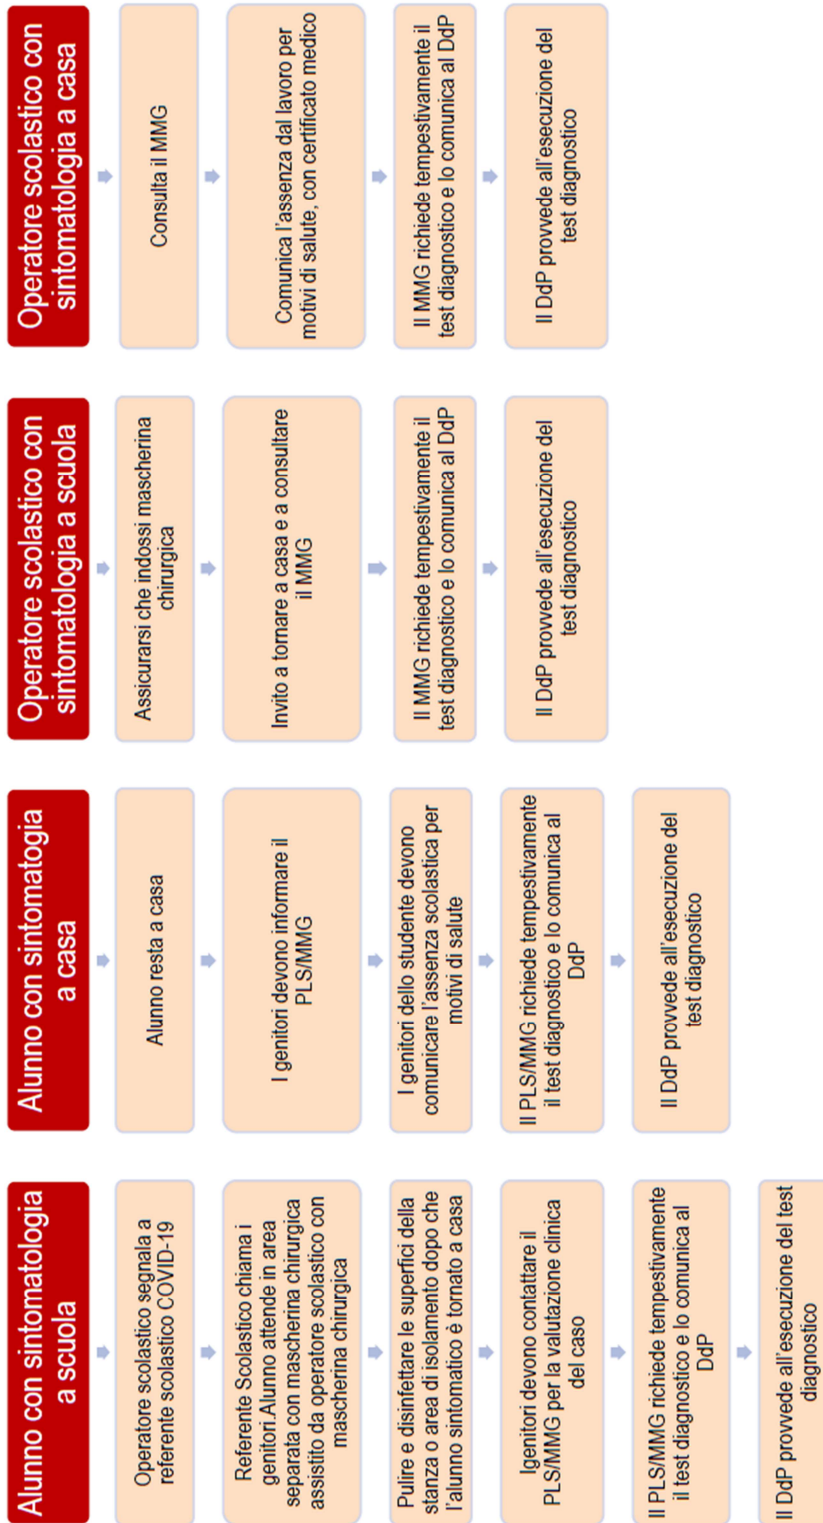 Alunno con sintomatologia
a scuola
Operatore scolastico segnala a
referente scolastico COVID-19
Referente Scolastico chiama i
genitori.Alunno attende in area
separata con mascherina chirurgica
assistito da operatore scolastico con
mascherina chirurgica
Pulire e disinfettare le superfici della
stanza o area di isolamento dopo che
l'alunno sintomatico è tornato a casa
Igenitori devono contattare il
PLS/MMG per la valutazione clinica
del caso
Il PLS/MMG richiede tempestivamente
il test diagnostico e lo comunica al
DdP
Il DdP provvede all'esecuzione del test
diagnostico
Alunno con sintomatogia
a casa
Alunno resta a casa
I genitori devono informare il
PLS/MMG
I genitori dello studente devono
comunicare l'assenza scolastica per
motivi di salute
Il PLS/MMG richiede tempestivamente
il test diagnostico e lo comunica al
DdP
Il DdP provvede all'esecuzione del
test diagnostico
Operatore scolastico con
sintomatologia a scuola
Assicurarsi che indossi mascherina
chirurgica
Invito a tornare a casa e a consultare
il MMG
Il MMG richiede tempestivamente il
test diagnostico e lo comunica al DdP
Il DdP provvede all'esecuzione del
test diagnostico
Operatore scolastico con
sintomatologia a casa
Consulta il MMG
Comunica l'assenza dal lavoro per
motivi di salute, con certificato medico
Il MMG richiede tempestivamente il
test diagnostico e lo comunica al DdP
Il DdP provvede all'esecuzione del
test diagnostico